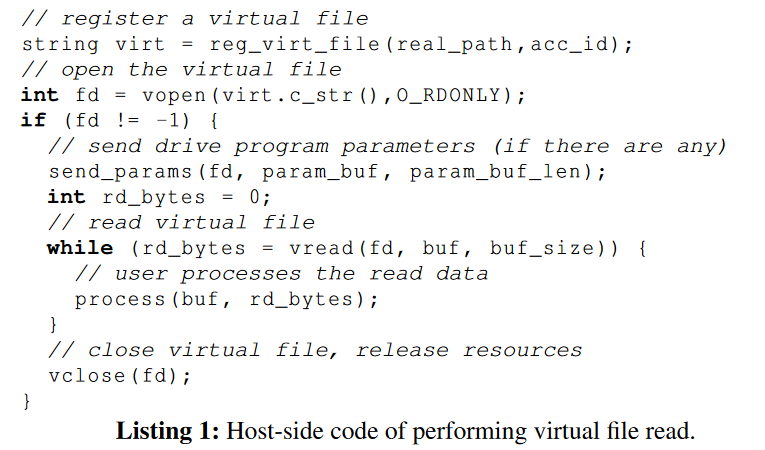 // register a virtual file
string virt = reg_virt_file(real_path,acc_id);
// open the virtual file
int fd = vopen(virt.c_str(),O_RDONLY);
if (fd != -1) {
  // send drive program parameters (if there are any)
  send_params(fd, param_buf, param_buf_len);
  int rd_bytes = 0;
  // read virtual file
  while (rd_bytes = vread(fd, buf, buf_size)) {
    // user processes the read data
    process(buf, rd_bytes);
  }
  // close virtual file, release resources
  vclose(fd);
}
Listing 1: Host-side code of performing virtual file read.